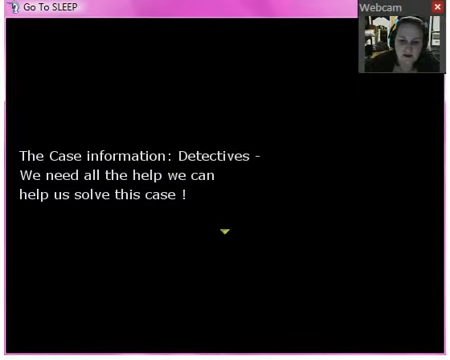 Go To SLEEP
Webcam
The Case information: Detectives -
We need all the help we can
help us solve this case !